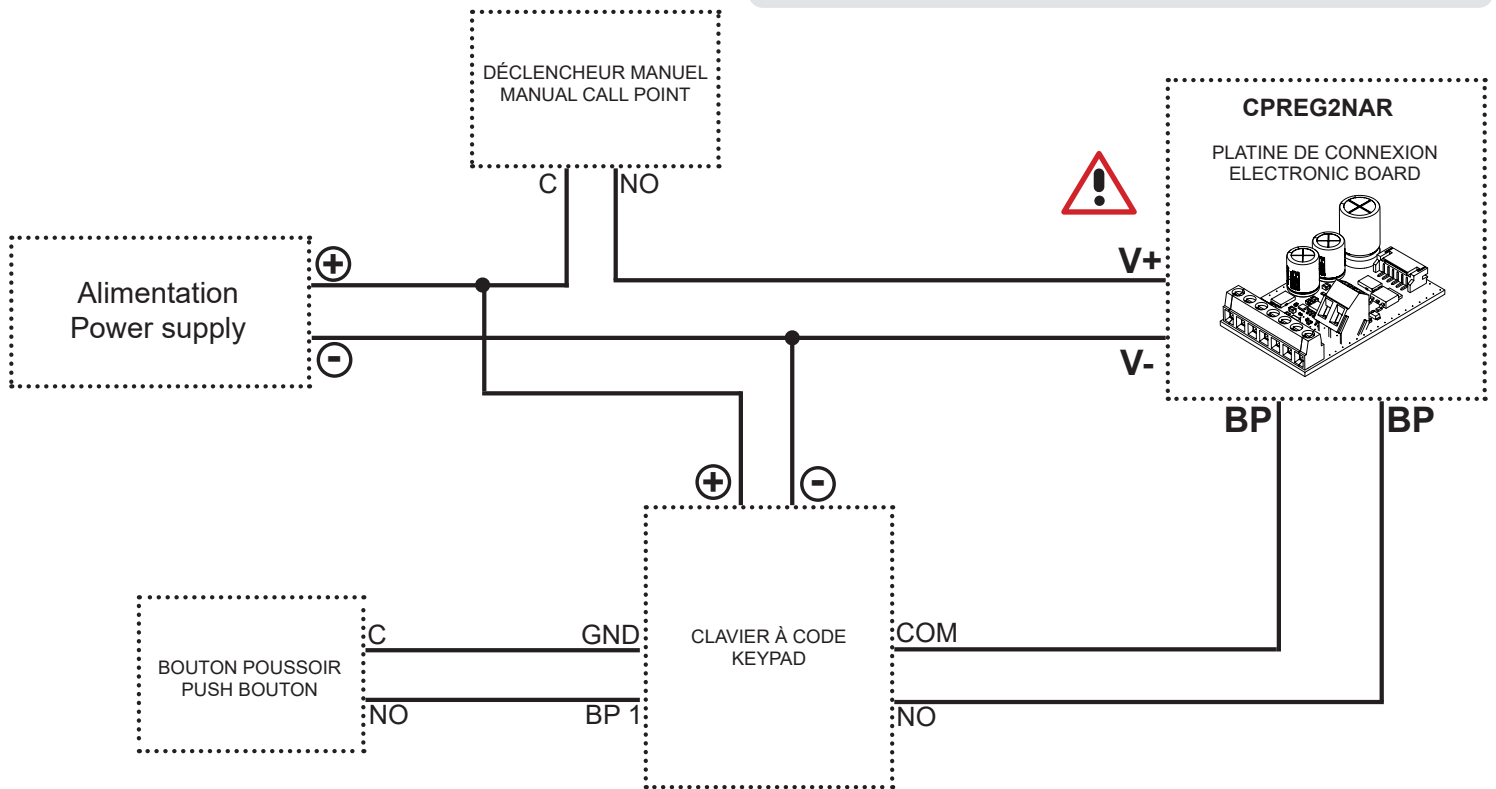 DÉCLENCHEUR MANUEL
MANUAL CALL POINT
C
NO
CPREG2NAR
PLATINE DE CONNEXION
ELECTRONIC BOARD
V+
V-
BP
BP
Alimentation
Power supply
+
-
+
-
BOUTON POUSSOIR
PUSH BOUTON
C
NO
GND
BP 1
CLAVIER À CODE
KEYPAD
COM
NO